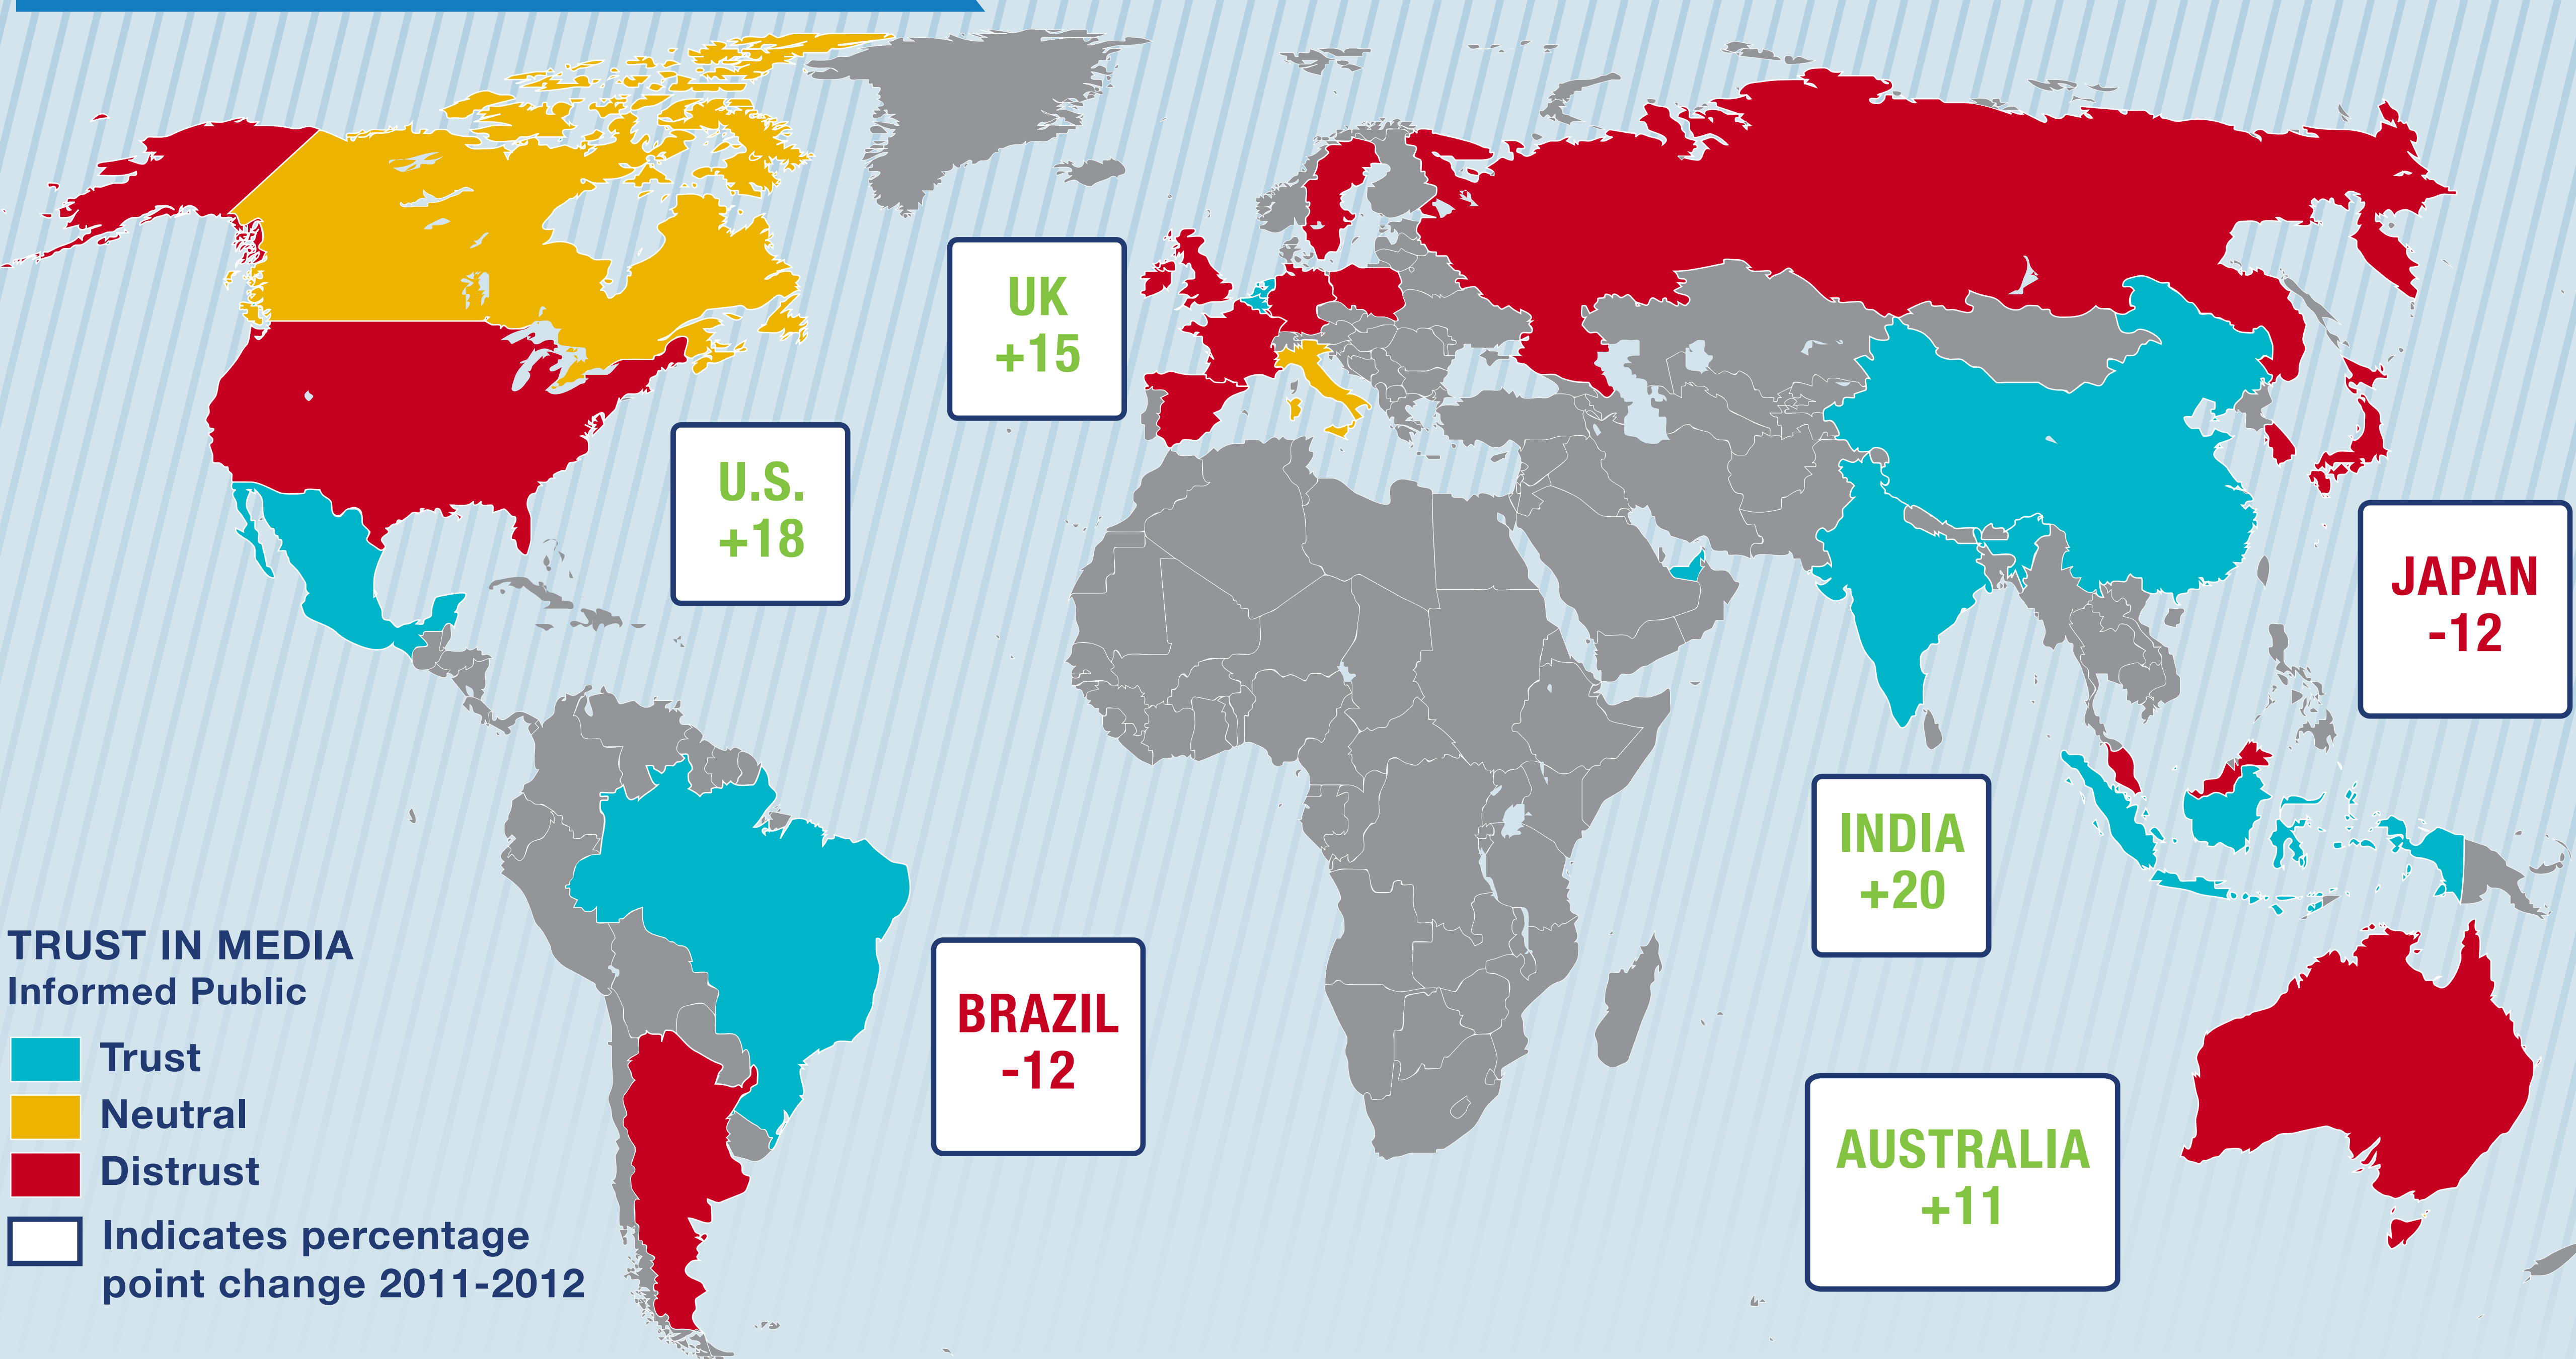 UK
+15
U.S.
+18
JAPAN
-12
INDIA
+20
BRAZIL
-12
AUSTRALIA
+11
TRUST IN MEDIA
Informed Public
Trust
Neutral
Distrust
Indicates percentage
point change 2011-2012